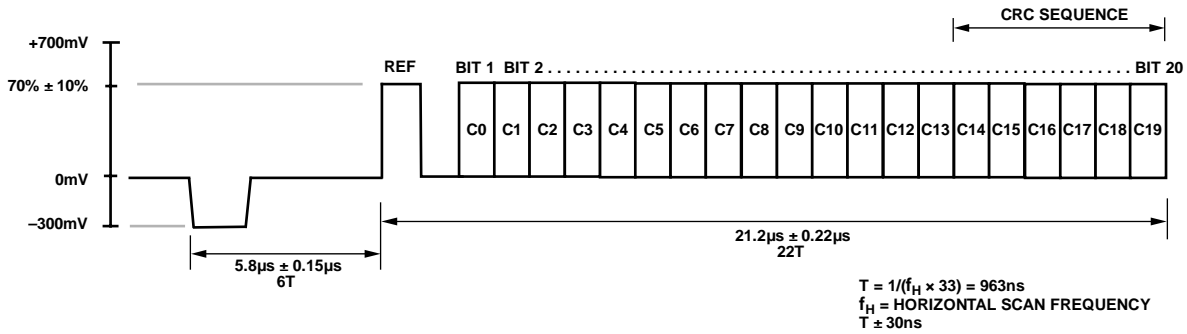 CRC SEQUENCE
+700mV
REF
BIT 1 BIT 2 . . . . . . . . . . . . . . . . . . . . . . . . . . . . . . . . . . . . . . . . . . . . . . . . . . . . . . . . . . . . . . . . . . . . . . . . BIT 20
70% ± 10%
C0 C1 C2 C3 C4 C5 C6 C7 C8 C9 C10 C11 C12 C13 C14 C15 C16 C17 C18 C19
0mV
–300mV
21.2µs ± 0.22µs
22T
5.8µs ± 0.15µs
6T
T = 1/(fH × 33) = 963ns
fH = HORIZONTAL SCAN FREQUENCY
T ± 30ns